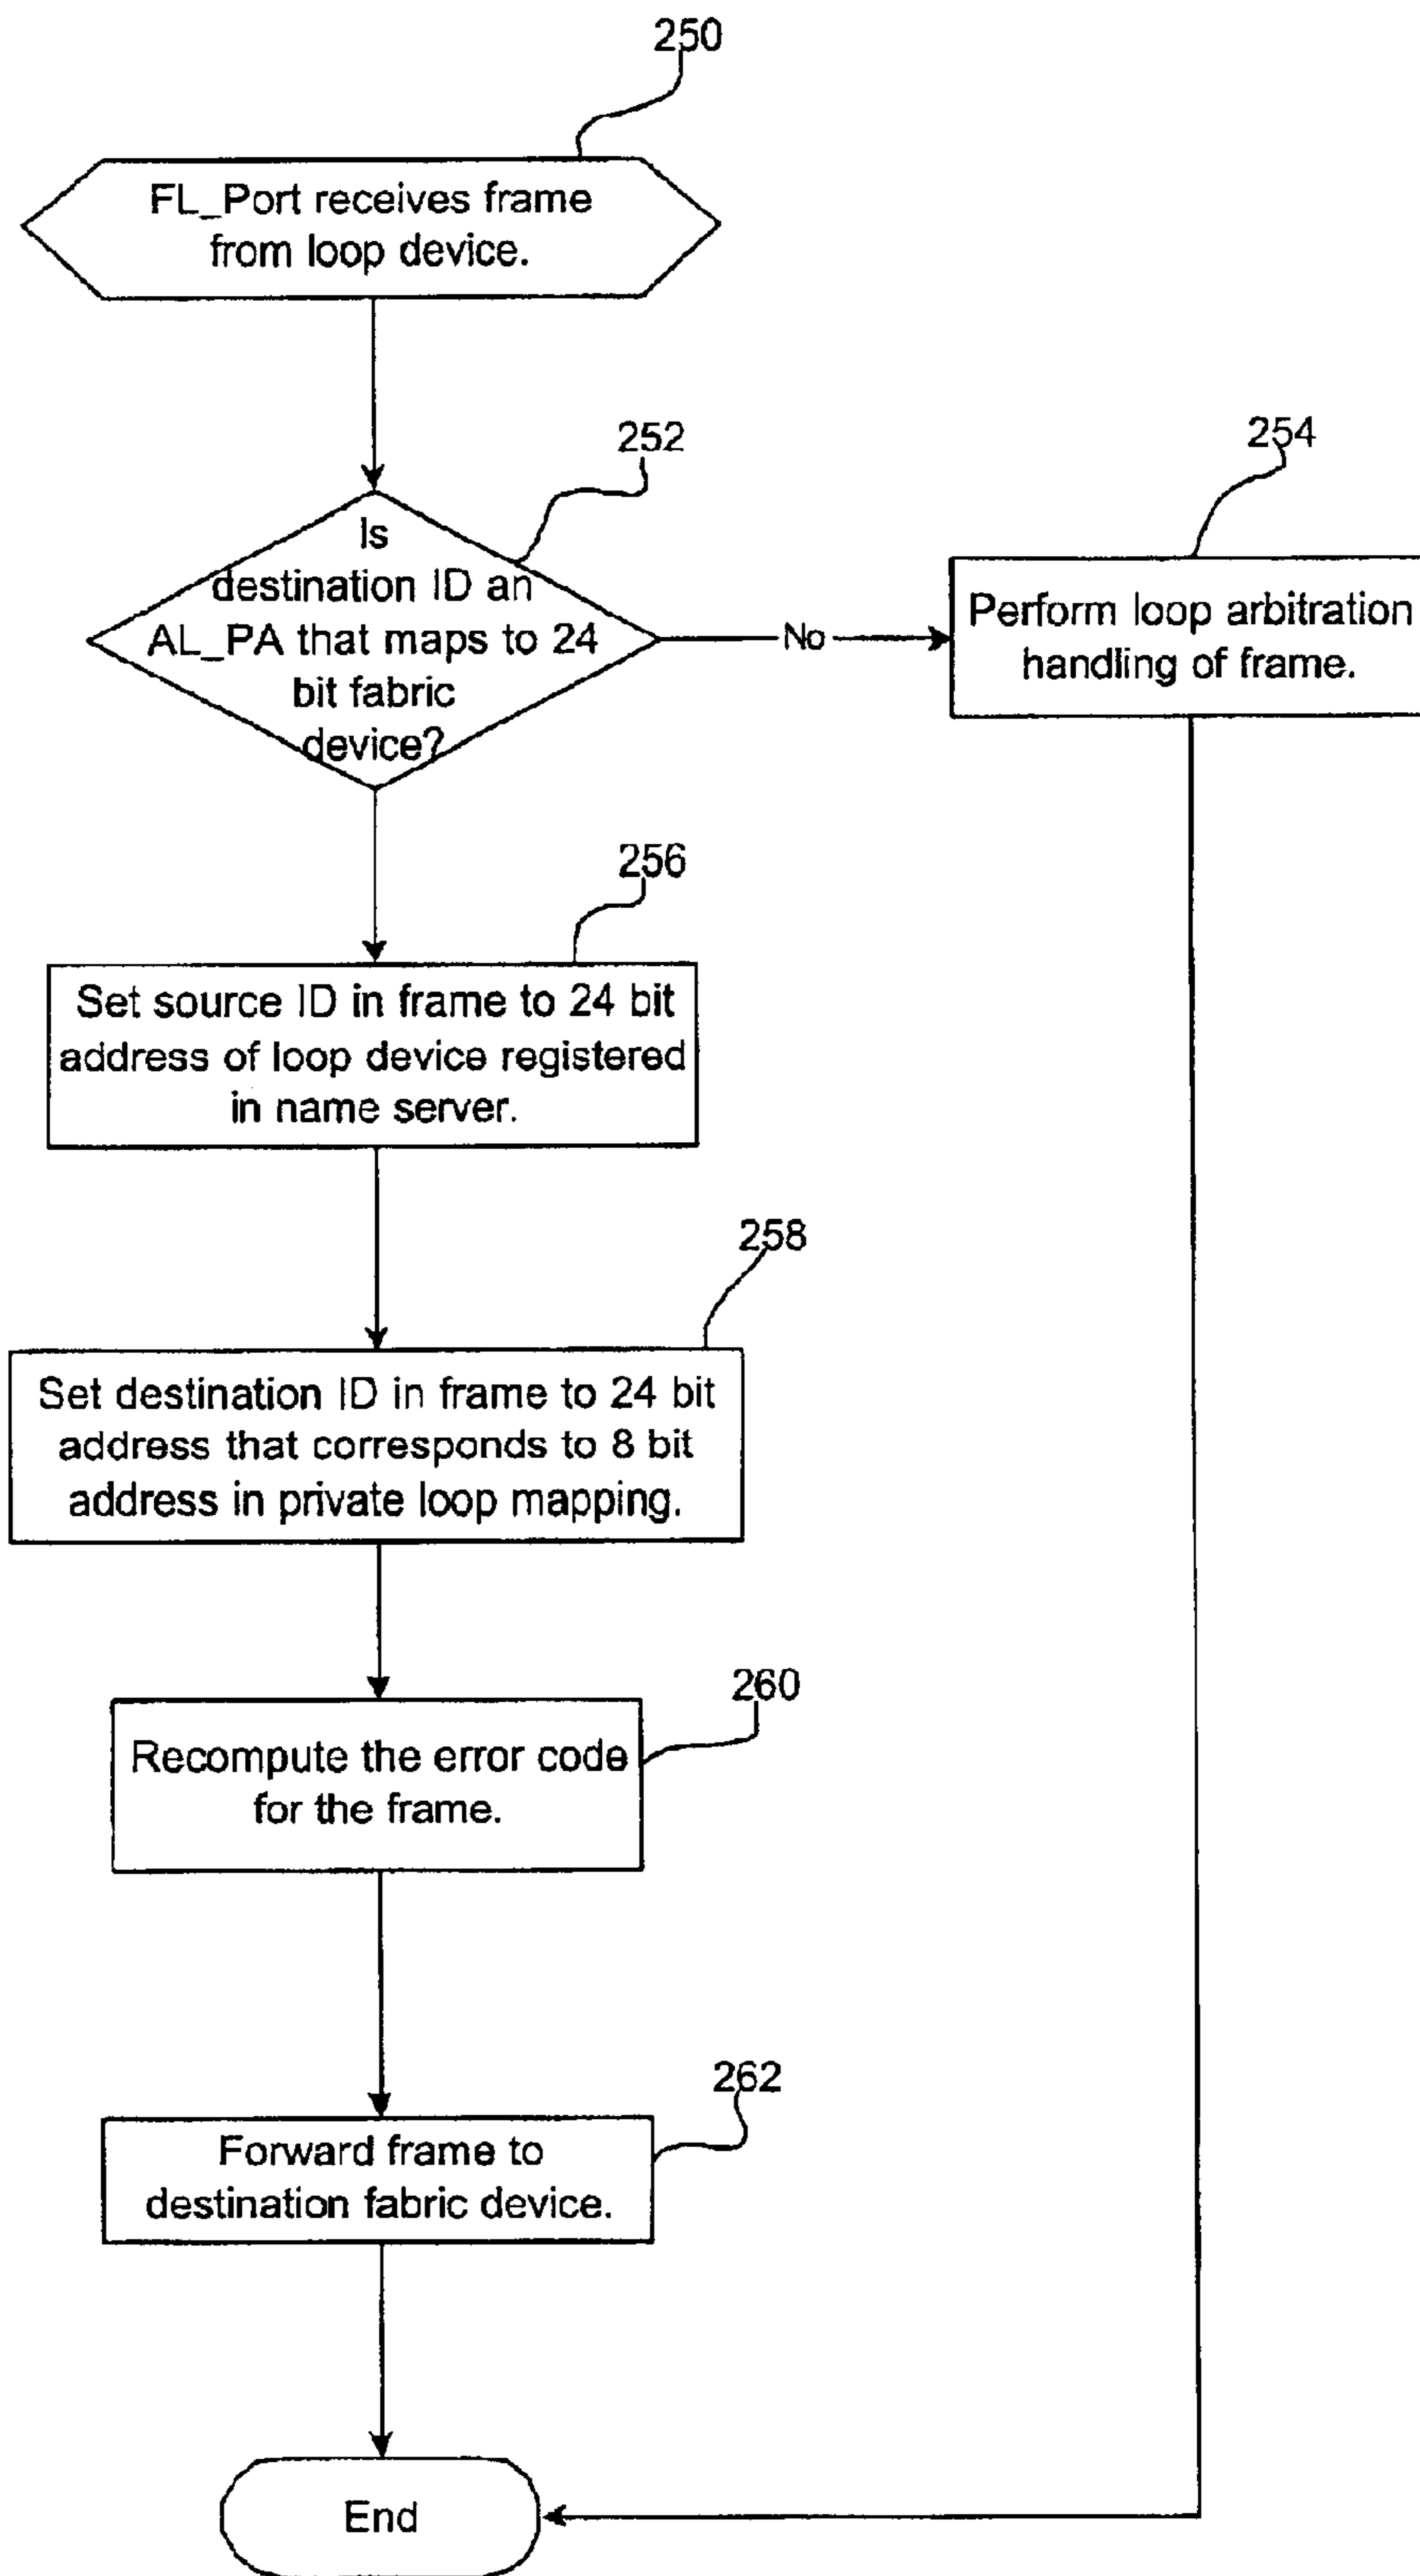 250
FL_Port receives frame
from loop device.
252
Is
destination ID an
AL_PA that maps to 24
bit fabric
device?
No
254
Perform loop arbitration
handling of frame.
256
Set source ID in frame to 24 bit
address of loop device registered
in name server.
258
Set destination ID in frame to 24 bit
address that corresponds to 8 bit
address in private loop mapping.
260
Recompute the error code
for the frame.
262
Forward frame to
destination fabric device.
End